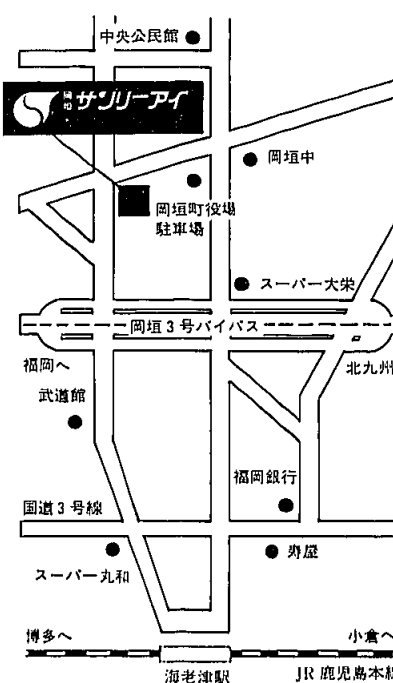 中央公民館
岡垣
サンリーアイ
岡垣中
岡垣町役場
駐車場
スーパー大栄
岡垣3号バイパス
福岡へ
北九州
武道館
福岡銀行
国道3号線
スーパー丸和
寿屋
博多へ
小倉へ
海老津駅
JR 鹿児島本線